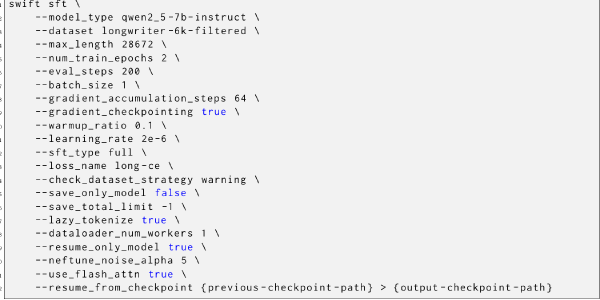 swift sft \
--model_type qwen2_5-7b-instruct \
--dataset longwriter-6k-filtered \
--max_length 28672 \
--num_train_epochs 2 \
--eval_steps 200 \
--batch_size 1 \
--gradient_accumulation_steps 64 \
--gradient_checkpointing true \
--warmup_ratio 0.1 \
--learning_rate 2e-6 \
--sft_type full \
--loss_name long-ce \
--check_dataset_strategy warning \
--save_only_model false \
--save_total_limit -1 \
--lazy_tokenize true \
--dataloader_num_workers 1 \
--resume_only_model true \
--neftune_noise_alpha 5 \
--use_flash_attn true \
--resume_from_checkpoint {previous-checkpoint-path} > {output-checkpoint-path}